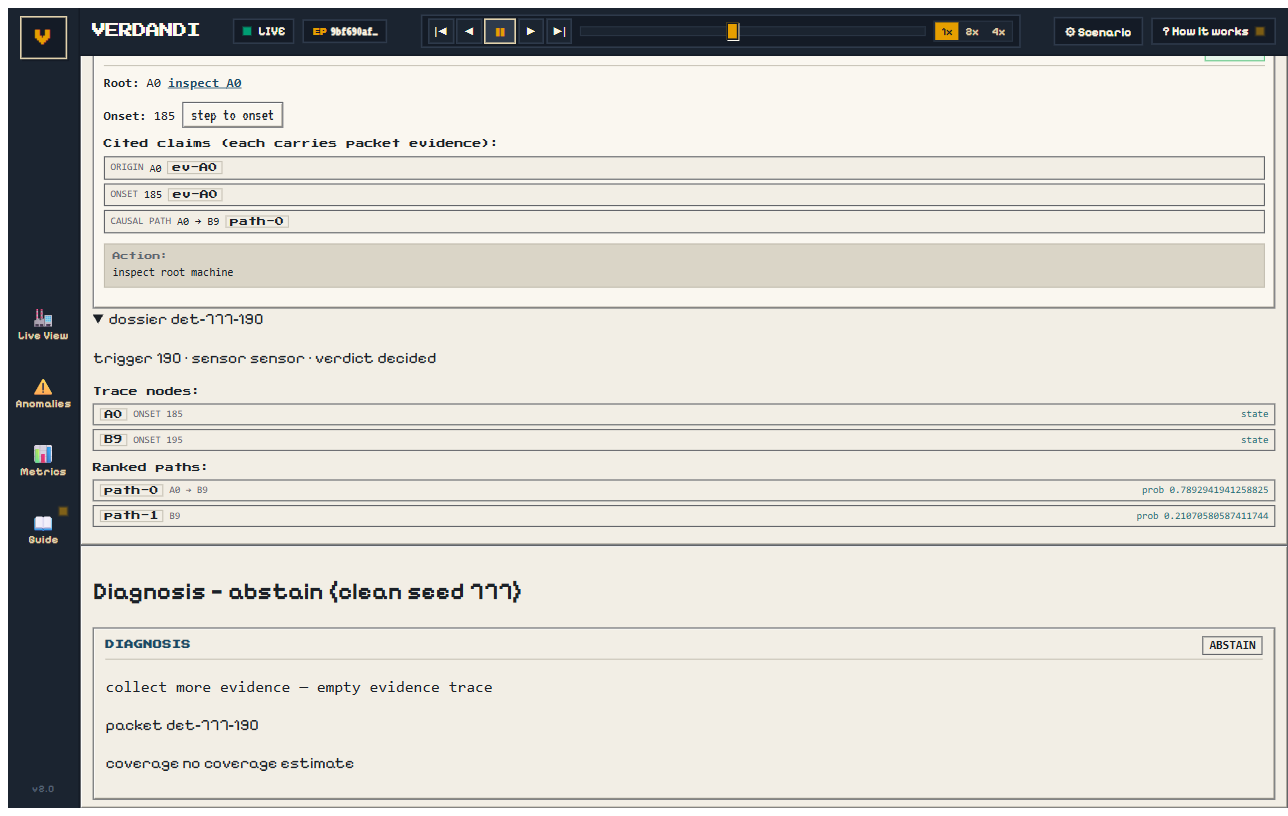 V VERDANDI LIVE EP 9bf690af… 1x 8x 4x Scenario ? How it works
Root: A0 inspect A0
Onset: 185 step to onset
Cited claims (each carries packet evidence):
ORIGIN A0 ev-A0
ONSET 185 ev-A0
CAUSAL PATH A0 → B9 path-0
Action:
inspect root machine
▼ dossier det-777-190
trigger 190 · sensor sensor · verdict decided
Trace nodes:
A0 ONSET 185 state
B9 ONSET 195 state
Ranked paths:
path-0 A0 → B9 prob 0.7892941941258825
path-1 B9 prob 0.21070580587411744
Live View
Anomalies
Metrics
Guide
v8.0
Diagnosis - abstain (clean seed 777)
DIAGNOSIS ABSTAIN
collect more evidence — empty evidence trace
packet det-777-190
coverage no coverage estimate